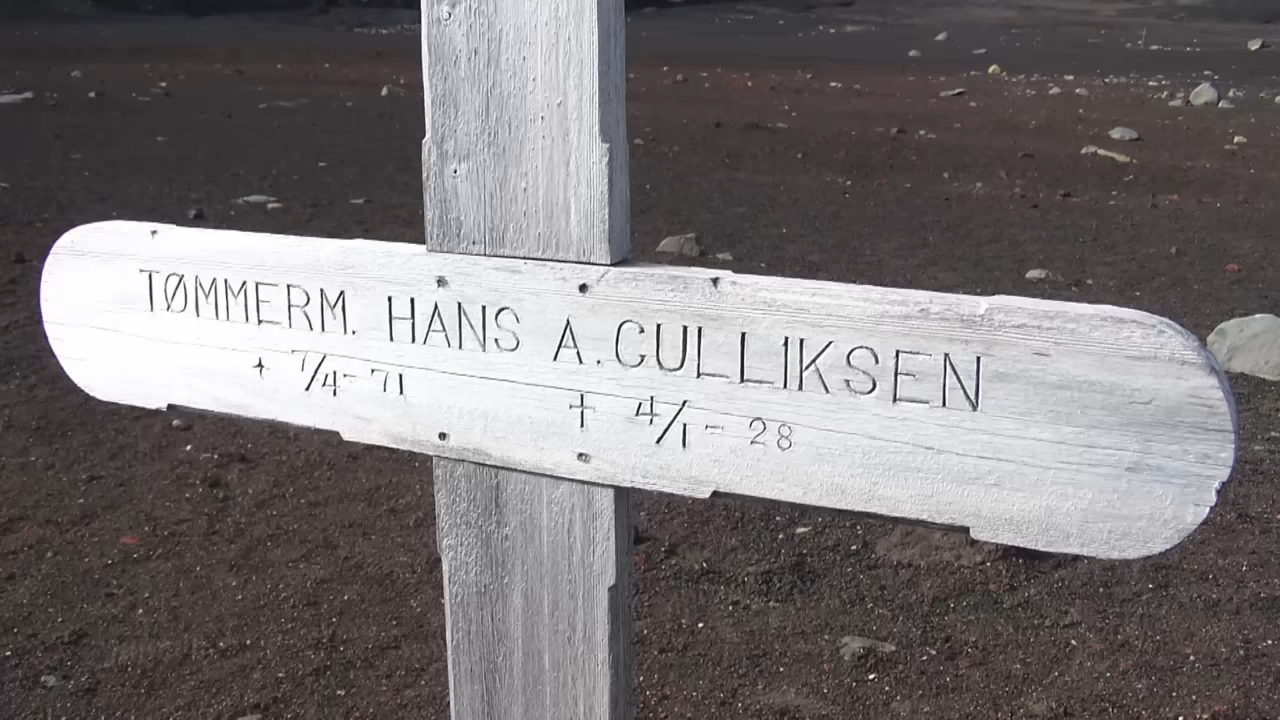 TØMMERM. HANS A. GULLIKSEN
+ 7/4-71 + 4/1-28